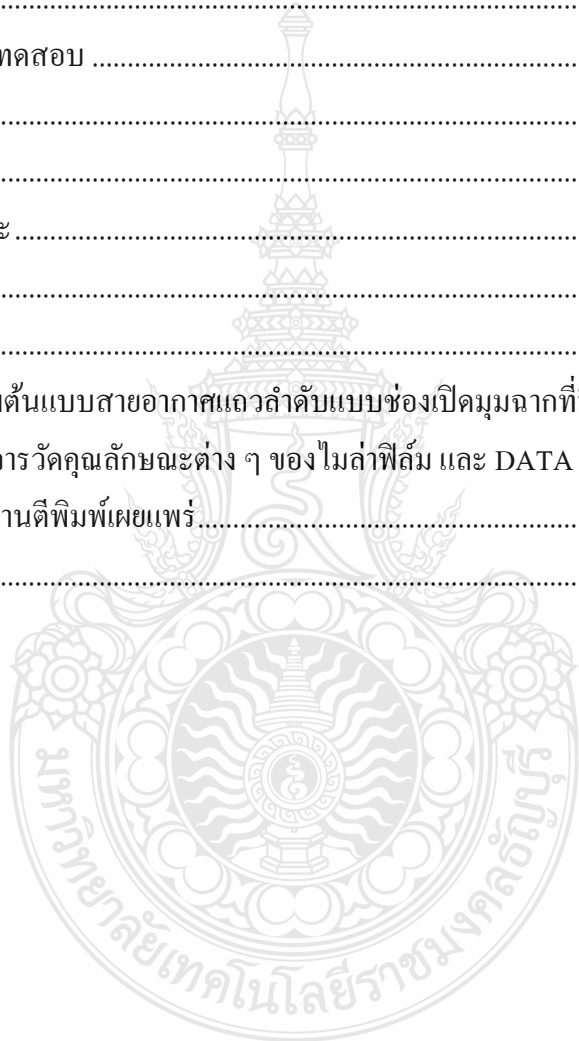 ..................................................................................
ทดสอบ ....................................................................
..................................................................................
..................................................................................
ะ ................................................................................
..................................................................................
..................................................................................
ต้นแบบสายอากาศแถวลำดับแบบช่องเปิดมุมฉากที่
การวัดคุณลักษณะต่าง ๆ ของไมล่าฟิล์ม และ DATA
านตีพิมพ์เผยแพร่......................................................
..................................................................................
มหาวิทยาลัยเทคโนโลยีราชมงคลธัญบุรี